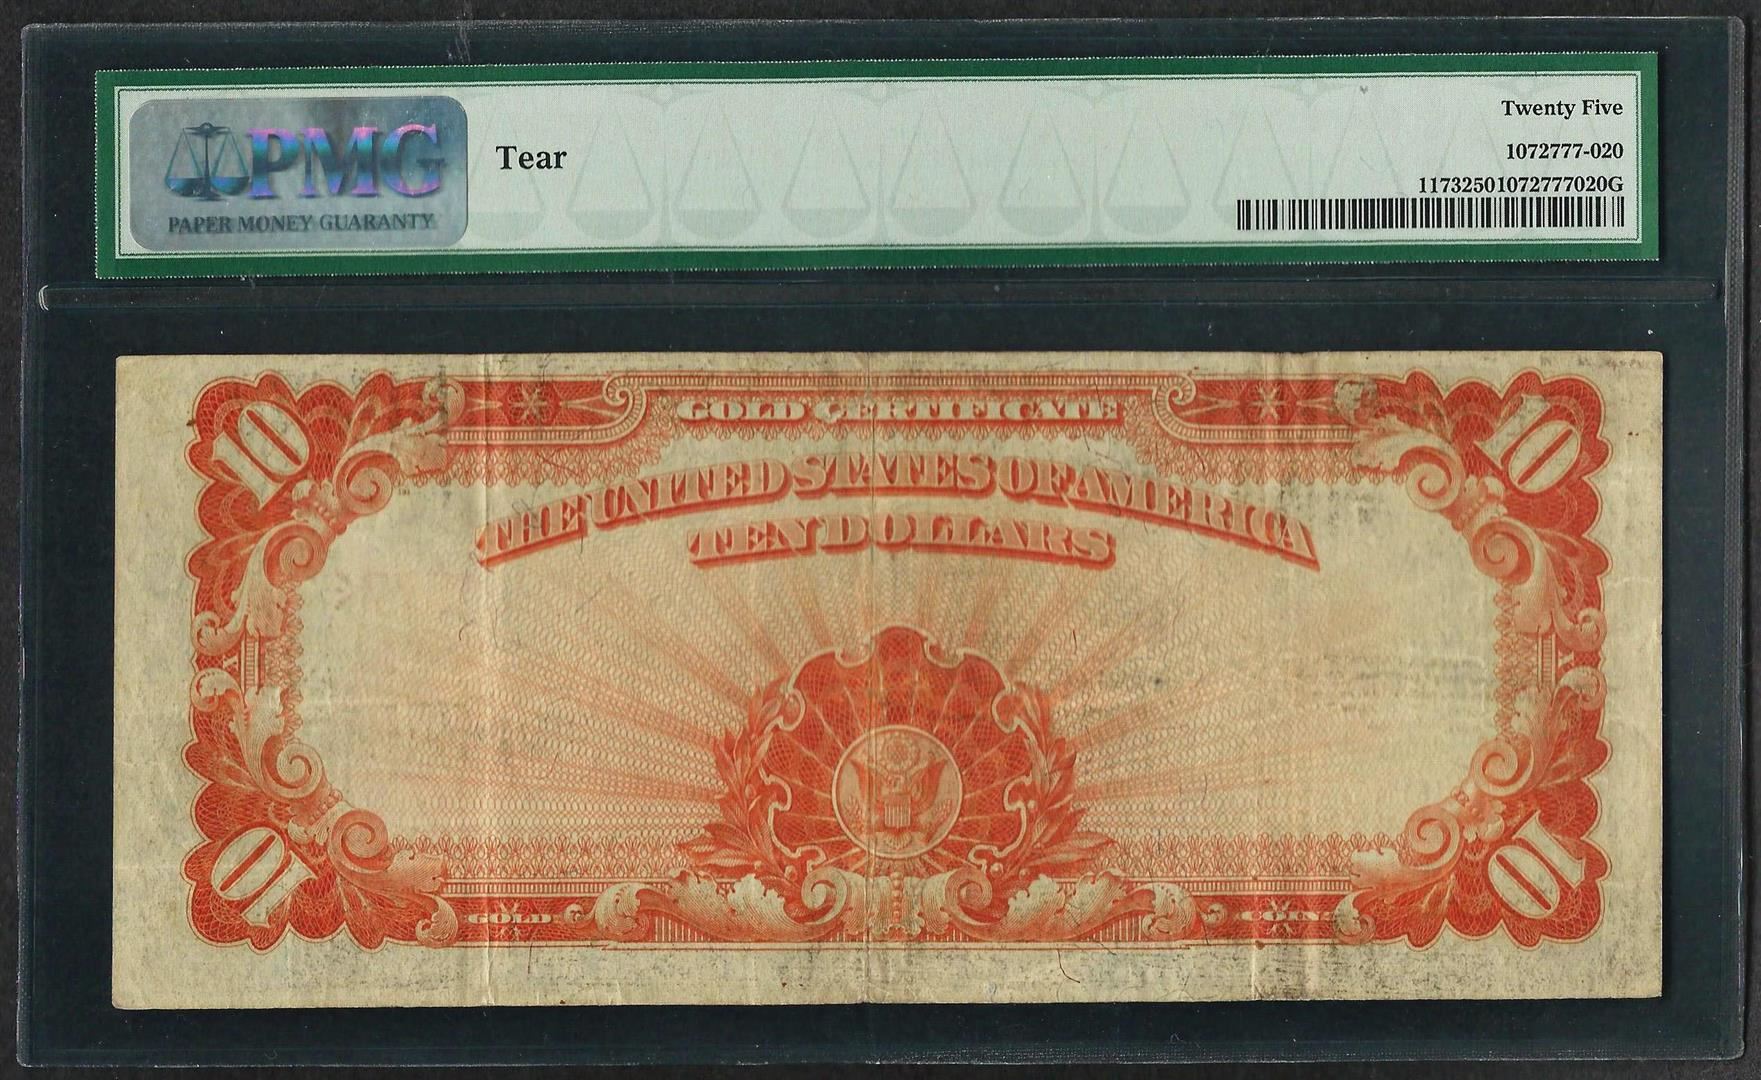 PMG
PAPER MONEY GUARANTY
Tear
Twenty Five
1072777-020
11732501072777020G
10
10
GOLD CERTIFICATE
THE UNITED STATES OF AMERICA
TEN DOLLARS
X
X
10
10
GOLD
COIN